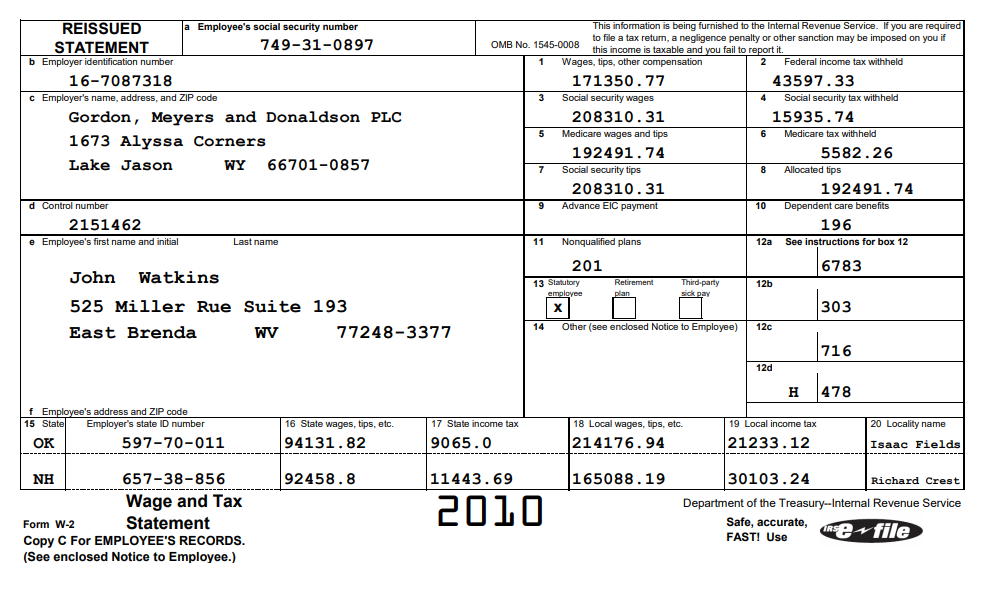 REISSUED
STATEMENT
a Employee's social security number
749-31-0897
OMB No. 1545-0008
This information is being furnished to the Internal Revenue Service. If you are required
to file a tax return, a negligence penalty or other sanction may be imposed on you if
this income is taxable and you fail to report it.
b Employer identification number
16-7087318
1 Wages, tips, other compensation
171350.77
2 Federal income tax withheld
43597.33
c Employer's name, address, and ZIP code
Gordon, Meyers and Donaldson PLC
1673 Alyssa Corners
Lake Jason WY 66701-0857
3 Social security wages
208310.31
4 Social security tax withheld
15935.74
5 Medicare wages and tips
192491.74
6 Medicare tax withheld
5582.26
7 Social security tips
208310.31
8 Allocated tips
192491.74
d Control number
2151462
9 Advance EIC payment
10 Dependent care benefits
196
e Employee's first name and initial Last name
John Watkins
525 Miller Rue Suite 193
East Brenda WV 77248-3377
f Employee's address and ZIP code
11 Nonqualified plans
201
12a See instructions for box 12
6783
13 Statutory employee
X
Retirement plan
Third-party sick pay
12b
303
14 Other (see enclosed Notice to Employee)
12c
716
12d
H 478
15 State Employer's state ID number 16 State wages, tips, etc. 17 State income tax 18 Local wages, tips, etc. 19 Local income tax 20 Locality name
OK 597-70-011 94131.82 9065.0 214176.94 21233.12 Isaac Fields
NH 657-38-856 92458.8 11443.69 165088.19 30103.24 Richard Crest
Form W-2
Wage and Tax
Statement
2010
Department of the Treasury--Internal Revenue Service
Copy C For EMPLOYEE'S RECORDS.
(See enclosed Notice to Employee.)
Safe, accurate,
FAST! Use
IRS e-file